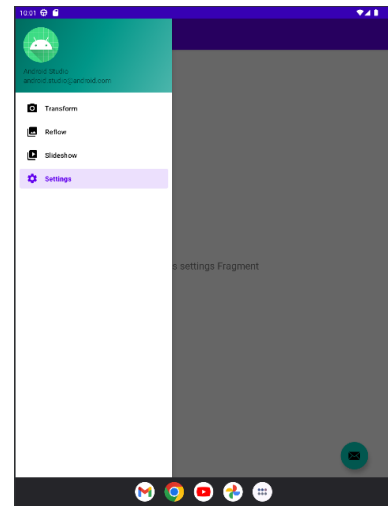 10:01
Android Studio
android.studio@android.com
Transform
Reflow
Slideshow
Settings
s settings Fragment